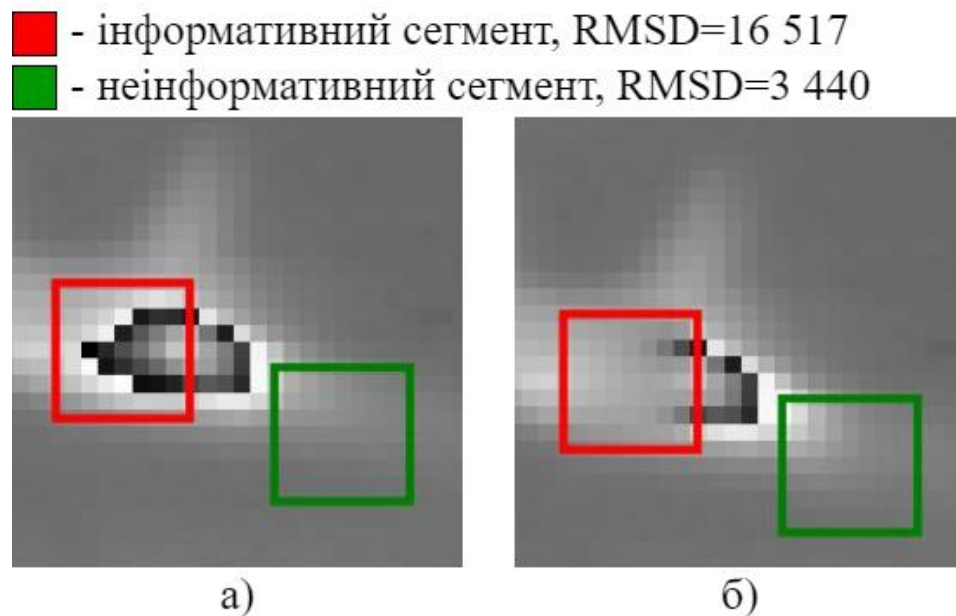 - інформативний сегмент, RMSD=16 517
- неінформативний сегмент, RMSD=3 440
а)
б)